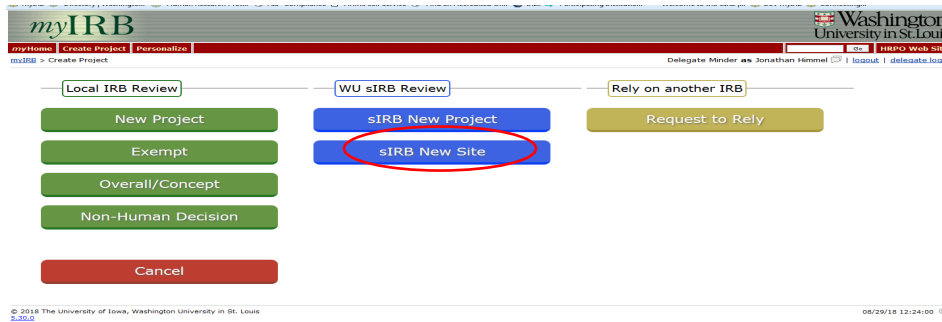 myIRB
Washington
University in St.Loui
myHome Create Project Personalize Go HRPO Web Sit
myIRB > Create Project Delegate Minder as Jonathan Himmel | logout | delegate log
Local IRB Review WU sIRB Review Rely on another IRB
New Project sIRB New Project Request to Rely
Exempt sIRB New Site
Overall/Concept
Non-Human Decision
Cancel
© 2018 The University of Iowa, Washington University in St. Louis 08/29/18 12:24:00
5.30.0